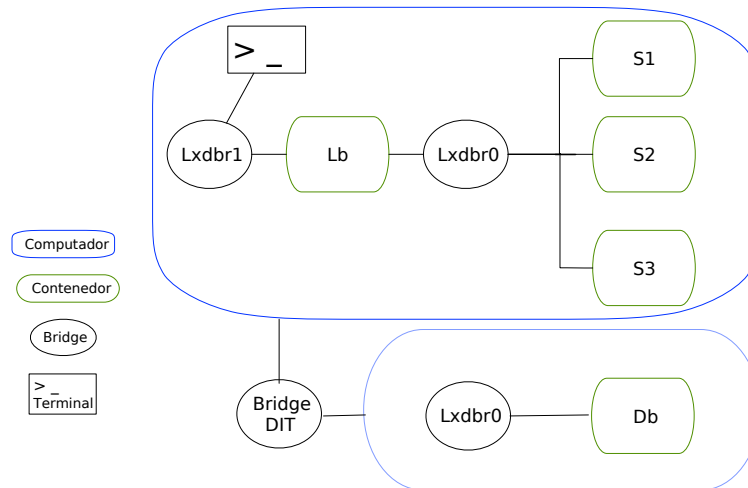 > _
S1
Lxdbr1
Lb
Lxdbr0
S2
S3
Computador
Contenedor
Bridge
> _
Terminal
Bridge
DIT
Lxdbr0
Db